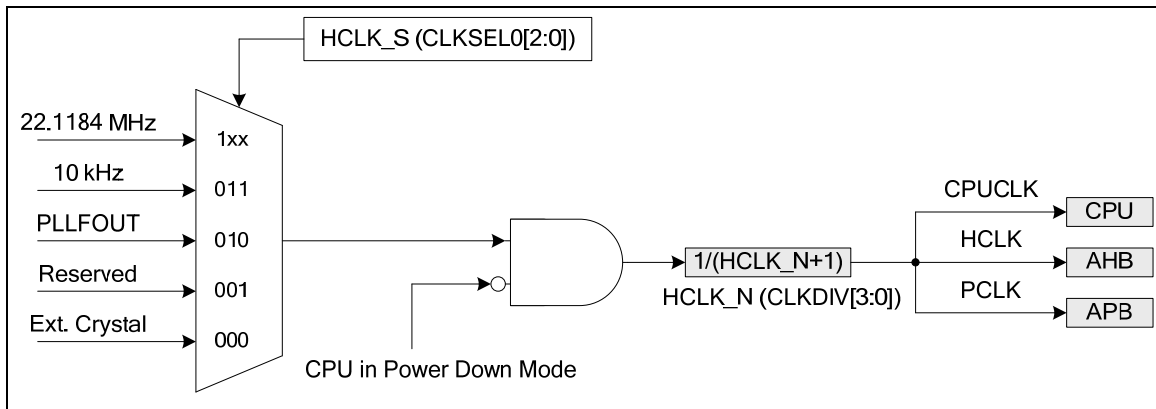 HCLK_S (CLKSEL0[2:0])
22.1184 MHz
1xx
10 kHz
011
PLLFOUT
010
Reserved
001
Ext. Crystal
000
CPU in Power Down Mode
1/(HCLK_N+1)
HCLK_N (CLKDIV[3:0])
CPUCLK
CPU
HCLK
AHB
PCLK
APB